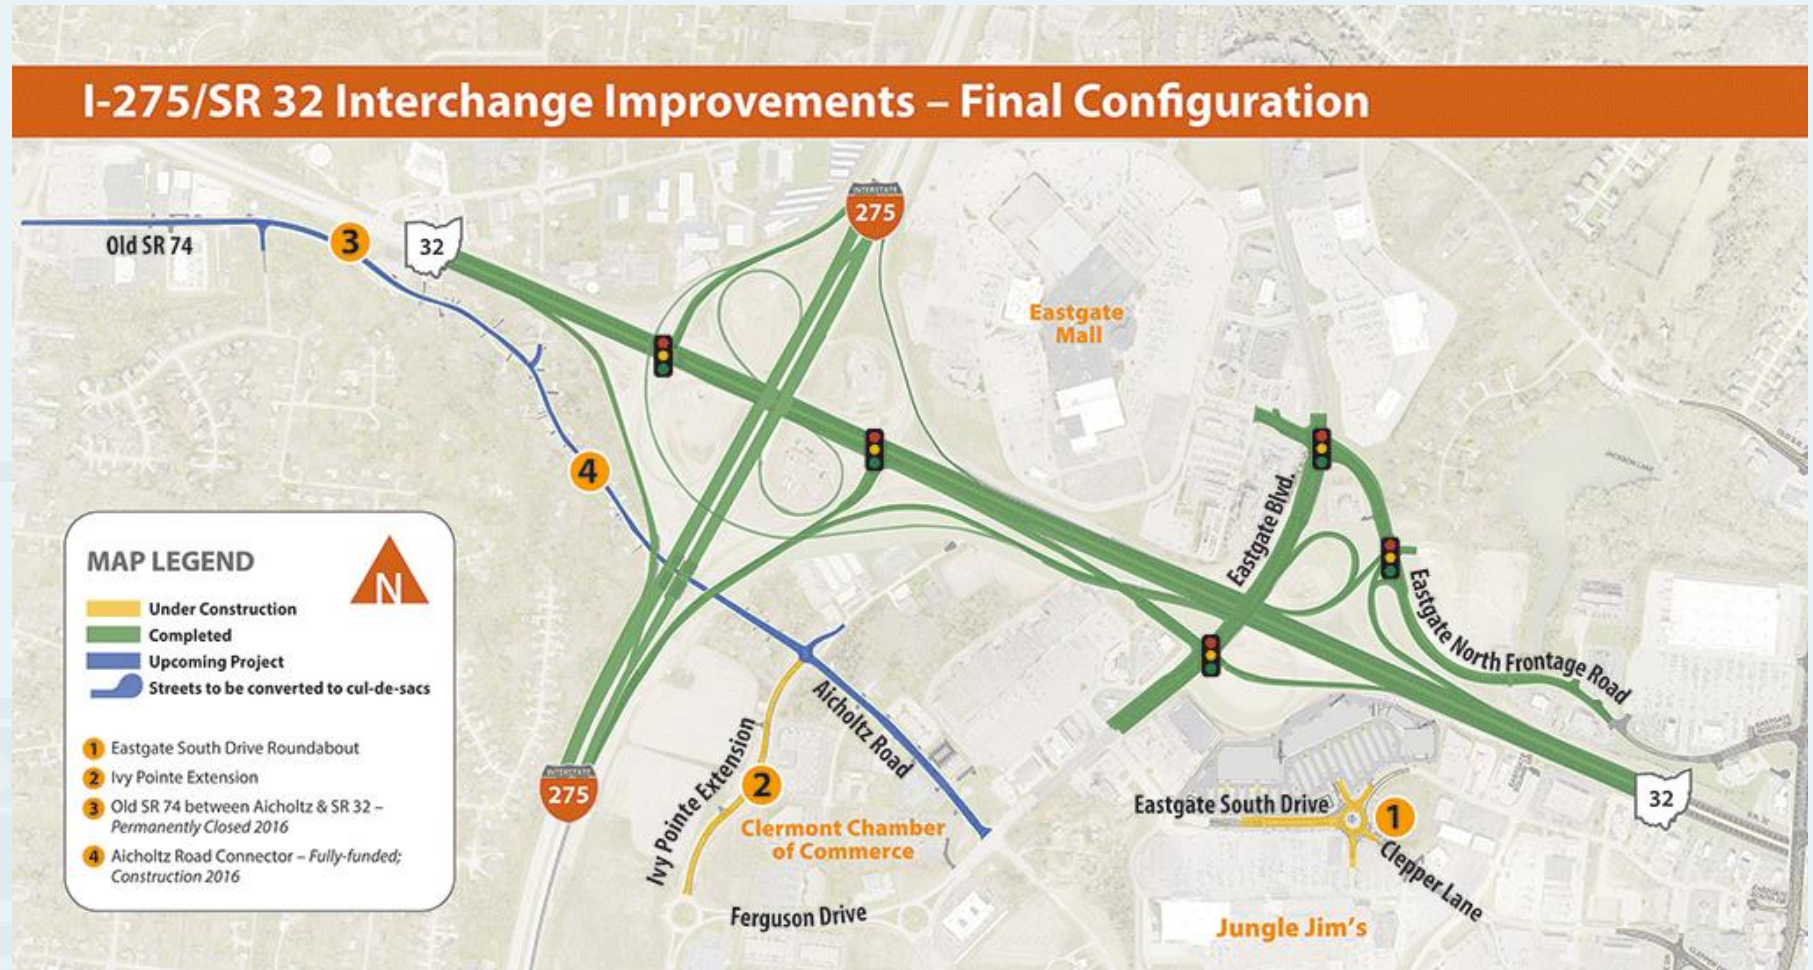 I-275/SR 32 Interchange Improvements – Final Configuration
INTERSTATE
275
Old SR 74
3
32
Eastgate
Mall
4
Eastgate Blvd.
JACKSON LANE
Eastgate North Frontage Road
MAP LEGEND
N
Under Construction
Completed
Upcoming Project
Streets to be converted to cul-de-sacs
1 Eastgate South Drive Roundabout
2 Ivy Pointe Extension
3 Old SR 74 between Aicholtz & SR 32 –
Permanently Closed 2016
4 Aicholtz Road Connector – Fully-funded;
Construction 2016
Aicholtz Road
Ivy Pointe Extension
2
INTERSTATE
275
Clermont Chamber
of Commerce
Ferguson Drive
Eastgate South Drive
1
Clepper Lane
32
Jungle Jim's